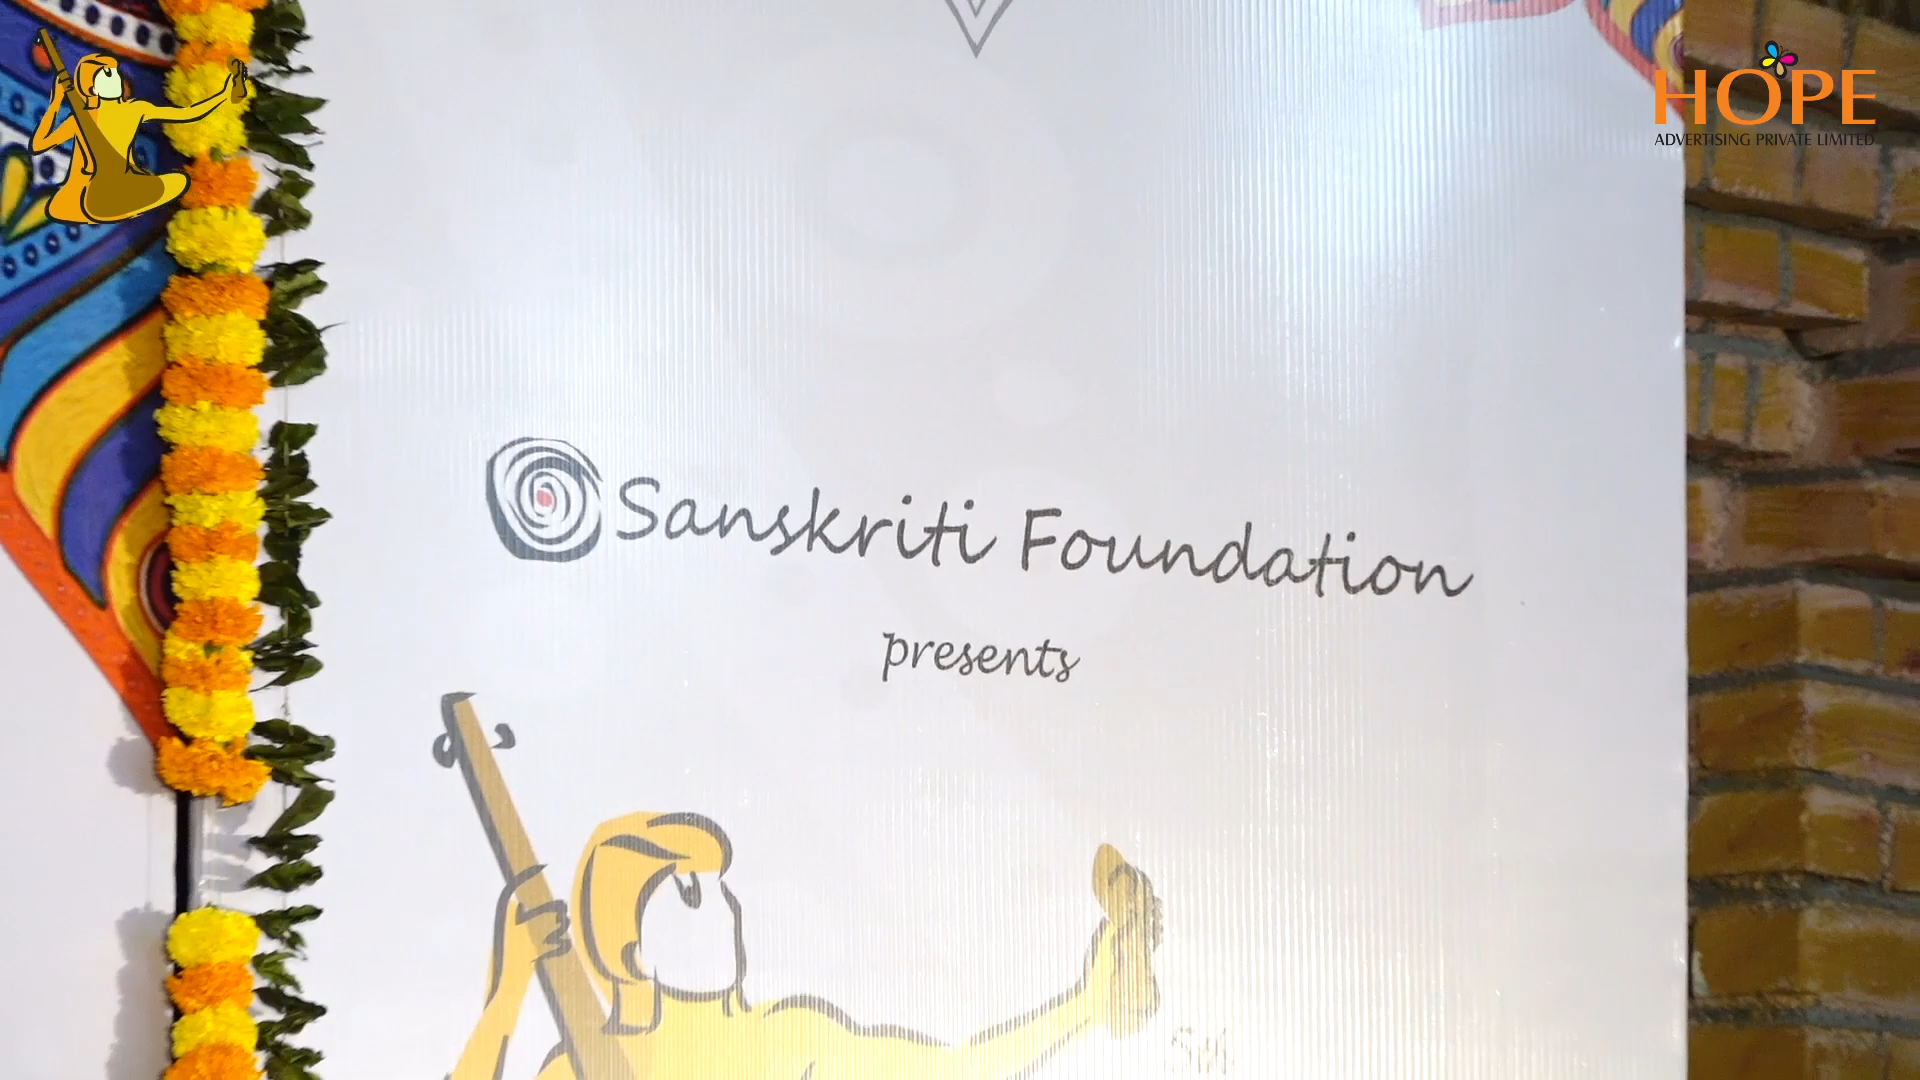 HOPE
ADVERTISING PRIVATE LIMITED
Sanskriti Foundation
presents